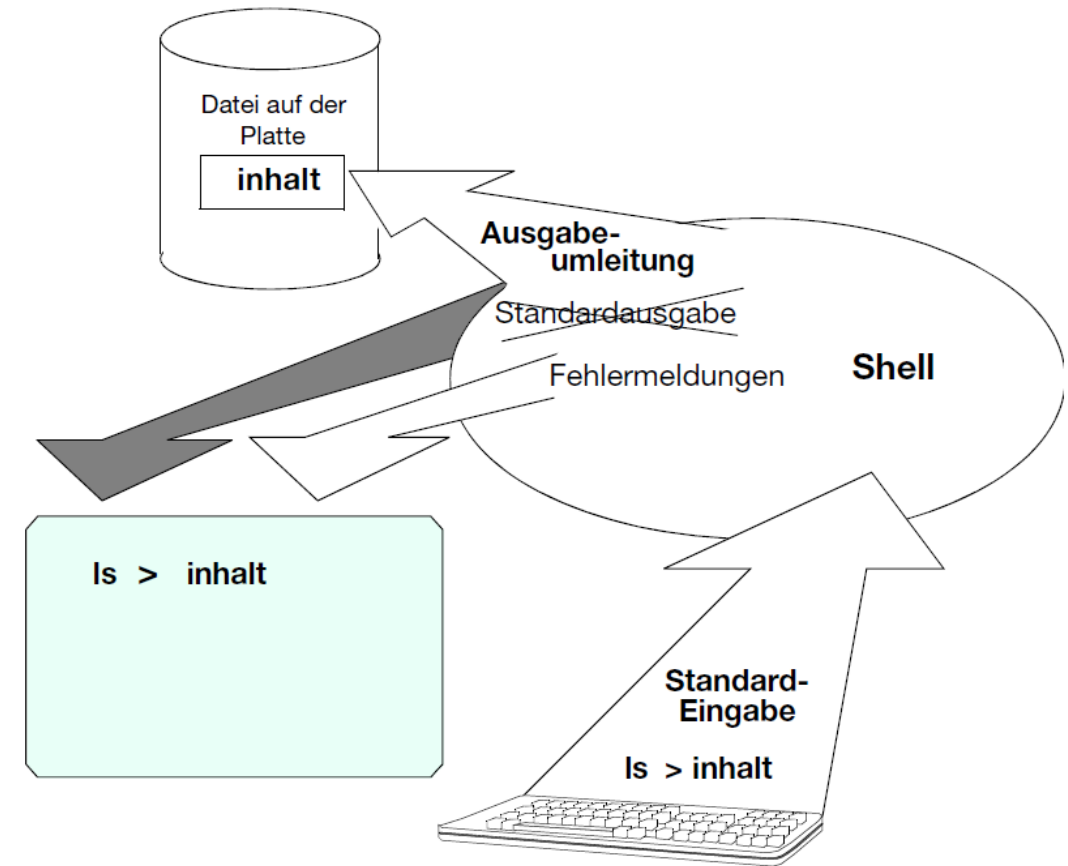 Datei auf der
Platte
inhalt
Ausgabe-
umleitung
Standardausgabe
Fehlermeldungen
Shell
ls > inhalt
Standard-
Eingabe
ls > inhalt